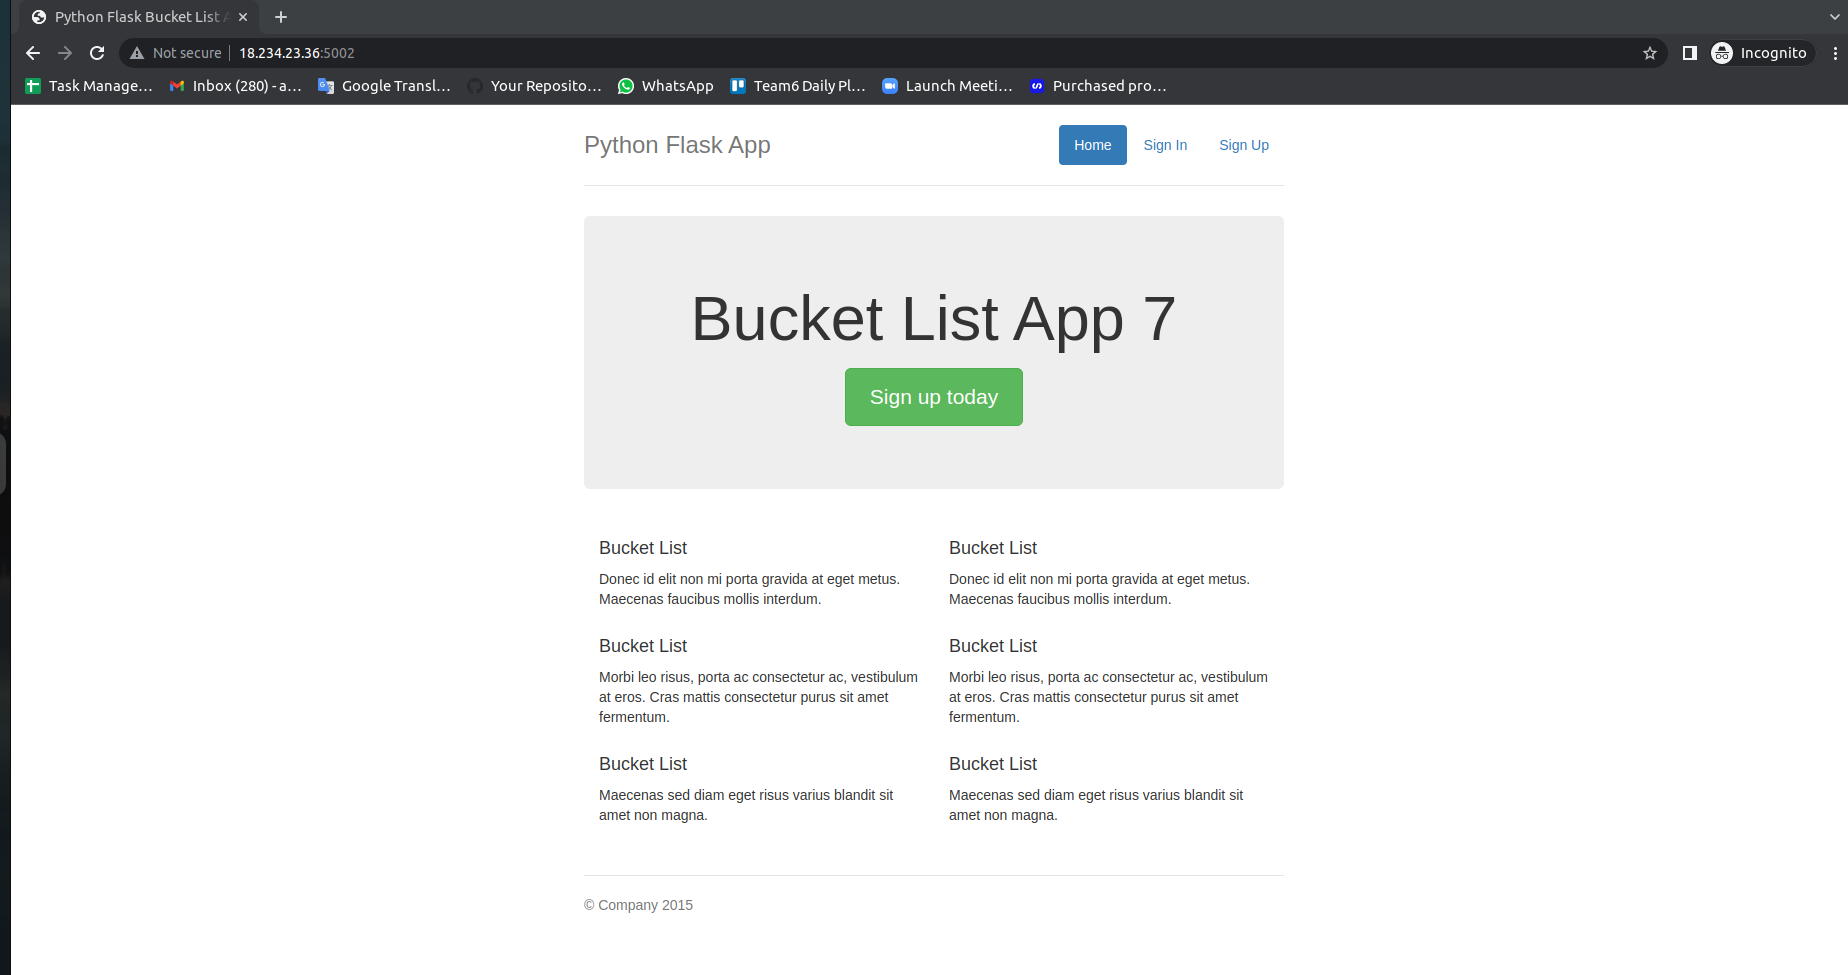 Python Flask Bucket List A
Not secure 18.234.23.36:5002
Incognito
Task Manage...
Inbox (280) - a...
Google Transl...
Your Reposito...
WhatsApp
Team6 Daily Pl...
Launch Meeti...
Purchased pro...
Python Flask App
Home
Sign In
Sign Up
Bucket List App 7
Sign up today
Bucket List
Donec id elit non mi porta gravida at eget metus.
Maecenas faucibus mollis interdum.
Bucket List
Morbi leo risus, porta ac consectetur ac, vestibulum
at eros. Cras mattis consectetur purus sit amet
fermentum.
Bucket List
Maecenas sed diam eget risus varius blandit sit
amet non magna.
Bucket List
Donec id elit non mi porta gravida at eget metus.
Maecenas faucibus mollis interdum.
Bucket List
Morbi leo risus, porta ac consectetur ac, vestibulum
at eros. Cras mattis consectetur purus sit amet
fermentum.
Bucket List
Maecenas sed diam eget risus varius blandit sit
amet non magna.
© Company 2015